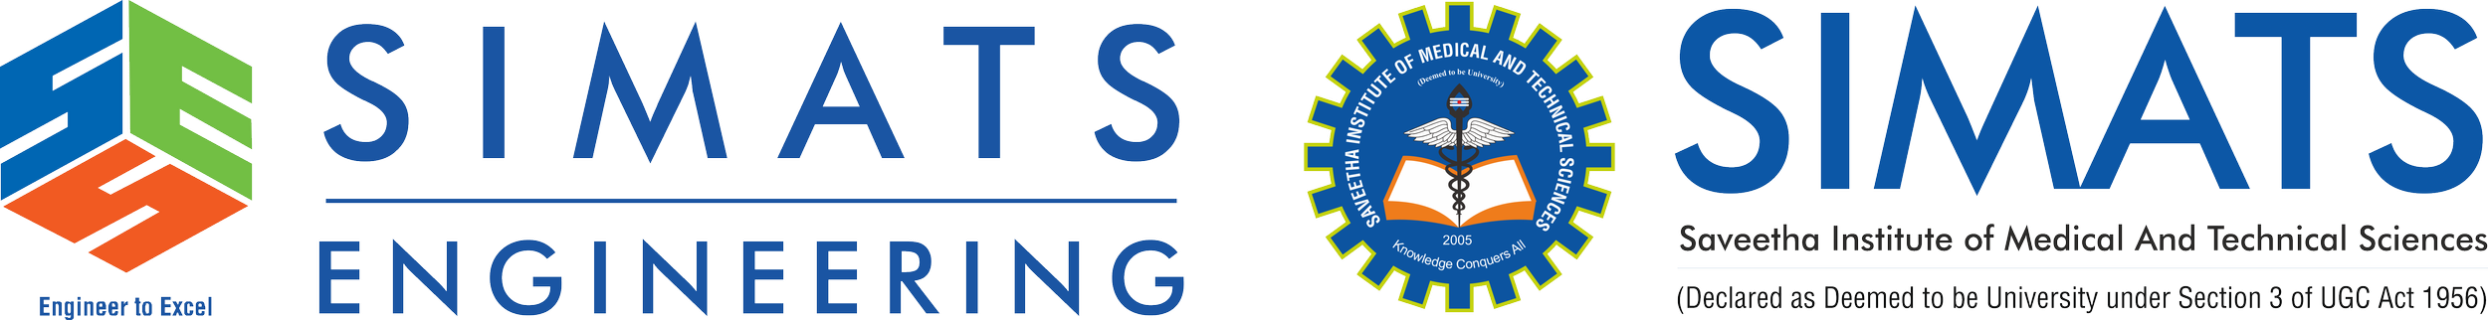 SES
Engineer to Excel
SIMATS
ENGINEERING
SAVEETHA INSTITUTE OF MEDICAL AND TECHNICAL SCIENCES
(Deemed to be University)
2005
Knowledge Conquers All
SIMATS
Saveetha Institute of Medical And Technical Sciences
(Declared as Deemed to be University under Section 3 of UGC Act 1956)